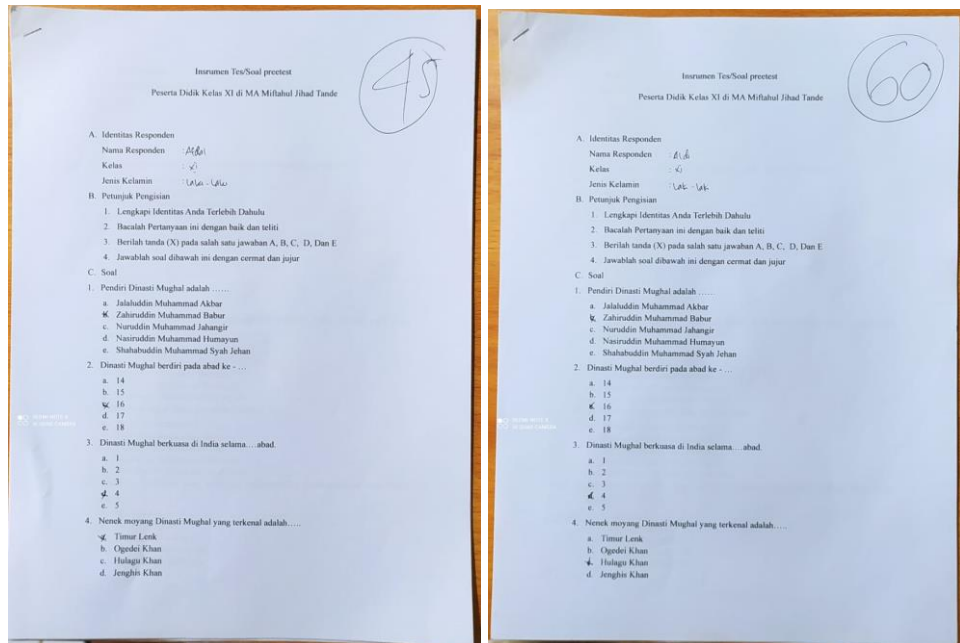 45
Insrumen Tes/Soal preetest
Peserta Didik Kelas XI di MA Miftahul Jihad Tande
A. Identitas Responden
Nama Responden :
Kelas : XI
Jenis Kelamin : Laki - Laki
B. Petunjuk Pengisian
1. Lengkapi Identitas Anda Terlebih Dahulu
2. Bacalah Pertanyaan ini dengan baik dan teliti
3. Berilah tanda (X) pada salah satu jawaban A, B, C, D, Dan E
4. Jawablah soal dibawah ini dengan cermat dan jujur
C. Soal
1. Pendiri Dinasti Mughal adalah ……
a. Jalaluddin Muhammad Akbar
b. Zahiruddin Muhammad Babur
c. Nuruddin Muhammad Jahangir
d. Nasiruddin Muhammad Humayun
e. Shahabuddin Muhammad Syah Jehan
2. Dinasti Mughal berdiri pada abad ke - …
a. 14
b. 15
c. 16
d. 17
e. 18
3. Dinasti Mughal berkuasa di India selama….abad.
a. 1
b. 2
c. 3
d. 4
e. 5
4. Nenek moyang Dinasti Mughal yang terkenal adalah…..
a. Timur Lenk
b. Ogedei Khan
c. Hulagu Khan
d. Jenghis Khan
60
Insrumen Tes/Soal preetest
Peserta Didik Kelas XI di MA Miftahul Jihad Tande
A. Identitas Responden
Nama Responden :
Kelas : XI
Jenis Kelamin : Lak - lak
B. Petunjuk Pengisian
1. Lengkapi Identitas Anda Terlebih Dahulu
2. Bacalah Pertanyaan ini dengan baik dan teliti
3. Berilah tanda (X) pada salah satu jawaban A, B, C, D, Dan E
4. Jawablah soal dibawah ini dengan cermat dan jujur
C. Soal
1. Pendiri Dinasti Mughal adalah ……
a. Jalaluddin Muhammad Akbar
b. Zahiruddin Muhammad Babur
c. Nuruddin Muhammad Jahangir
d. Nasiruddin Muhammad Humayun
e. Shahabuddin Muhammad Syah Jehan
2. Dinasti Mughal berdiri pada abad ke - …
a. 14
b. 15
c. 16
d. 17
e. 18
3. Dinasti Mughal berkuasa di India selama….abad.
a. 1
b. 2
c. 3
d. 4
e. 5
4. Nenek moyang Dinasti Mughal yang terkenal adalah…..
a. Timur Lenk
b. Ogedei Khan
c. Hulagu Khan
d. Jenghis Khan